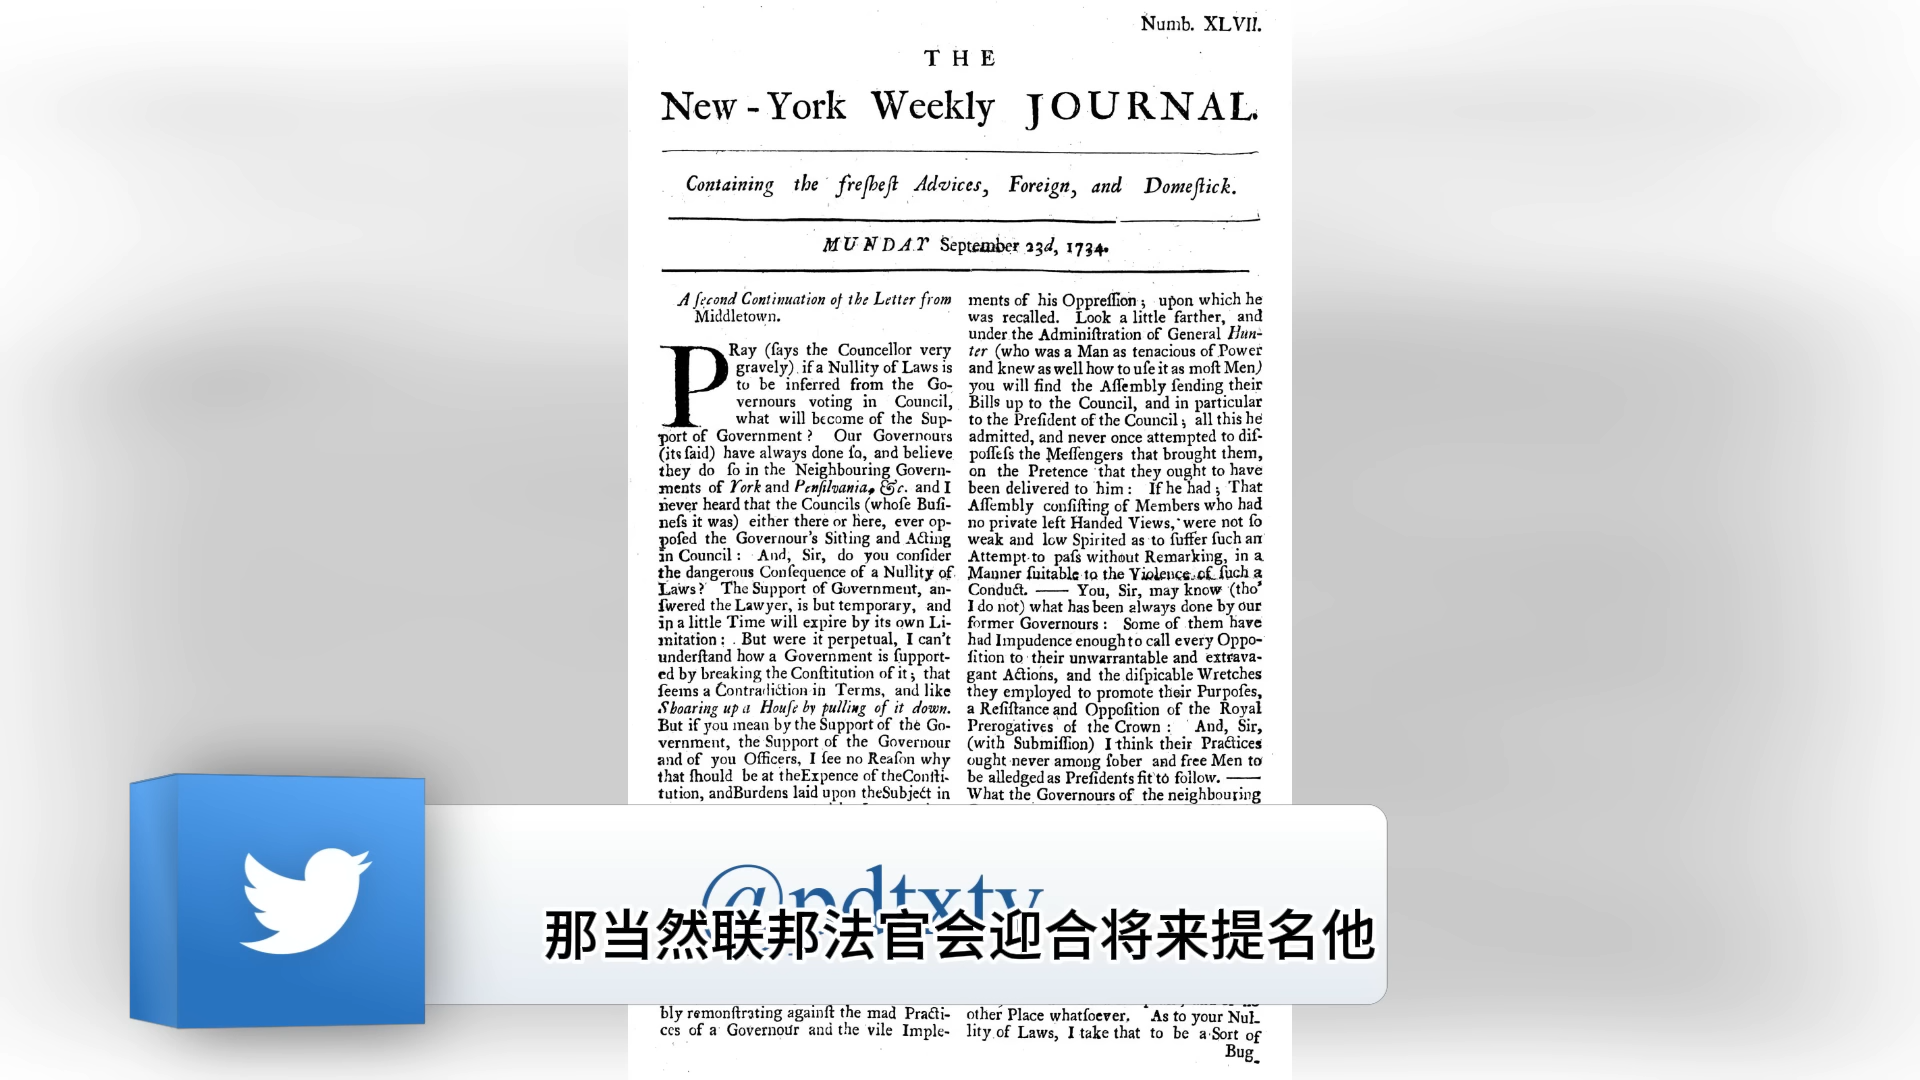 Numb. XLVII.
THE
New-York Weekly JOURNAL.
Containing the freſheſt Advices, Foreign, and Domeſtick.
MUNDAY September 23d, 1734.
A ſecond Continuation of the Letter from
Middletown.
PRay (ſays the Councellor very
gravely) if a Nullity of Laws is
to be inferred from the Go-
vernours voting in Council,
what will become of the Sup-
port of Government? Our Governours
(its ſaid) have always done ſo, and believe
they do ſo in the Neighbouring Govern-
ments of York and Penſilvania, &c. and I
never heard that the Councils (whoſe Buſi-
neſs it was) either there or here, ever op-
poſed the Governour's Sitting and Acting
in Council: And, Sir, do you conſider
the dangerous Conſequence of a Nullity of
Laws? The Support of Government, an-
ſwered the Lawyer, is but temporary, and
in a little Time will expire by its own Li-
mitation: But were it perpetual, I can't
underſtand how a Government is ſupport-
ed by breaking the Conſtitution of it; that
ſeems a Contradiction in Terms, and like
Shoaring up a Houſe by pulling of it down.
But if you mean by the Support of the Go-
vernment, the Support of the Governour
and of you Officers, I ſee no Reaſon why
that ſhould be at theExpence of theConſti-
tution, andBurdens laid upon theSubject in
bly remonſtrating againſt the mad Practi-
ces of a Governour and the vile Imple-
ments of his Oppreſſion; upon which he
was recalled. Look a little farther, and
under the Adminiſtration of General Hun-
ter (who was a Man as tenacious of Power
and knew as well how to uſe it as moſt Men)
you will find the Aſſembly ſending their
Bills up to the Council, and in particular
to the Preſident of the Council; all this he
admitted, and never once attempted to diſ-
poſſeſs the Meſſengers that brought them,
on the Pretence that they ought to have
been delivered to him: If he had; That
Aſſembly conſiſting of Members who had
no private left Handed Views, were not ſo
weak and low Spirited as to ſuffer ſuch an
Attempt to paſs without Remarking, in a
Manner ſuitable to the Violence of ſuch a
Conduct. —— You, Sir, may know (tho'
I do not) what has been always done by our
former Governours: Some of them have
had Impudence enough to call every Oppo-
ſition to their unwarrantable and extrava-
gant Actions, and the diſpicable Wretches
they employed to promote their Purpoſes,
a Reſiſtance and Oppoſition of the Royal
Prerogatives of the Crown: And, Sir,
(with Submiſſion) I think their Practices
ought never among ſober and free Men to
be alledged as Preſidents fit to follow. ——
What the Governours of the neighbouring
other Place whatſoever. As to your Nul-
lity of Laws, I take that to be a Sort of
Bug-
@pdtxtv
那当然联邦法官会迎合将来提名他